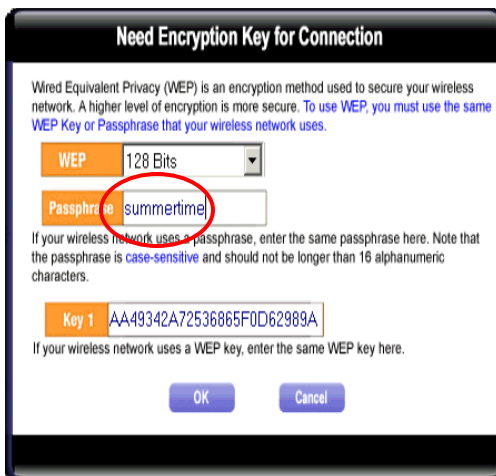 Need Encryption Key for Connection
Wired Equivalent Privacy (WEP) is an encryption method used to secure your wireless
network. A higher level of encryption is more secure. To use WEP, you must use the same
WEP Key or Passphrase that your wireless network uses.
WEP 128 Bits
Passphrase summertime
If your wireless network uses a passphrase, enter the same passphrase here. Note that
the passphrase is case-sensitive and should not be longer than 16 alphanumeric
characters.
Key 1 AA49342A72536865F0D62989A
If your wireless network uses a WEP key, enter the same WEP key here.
OK Cancel